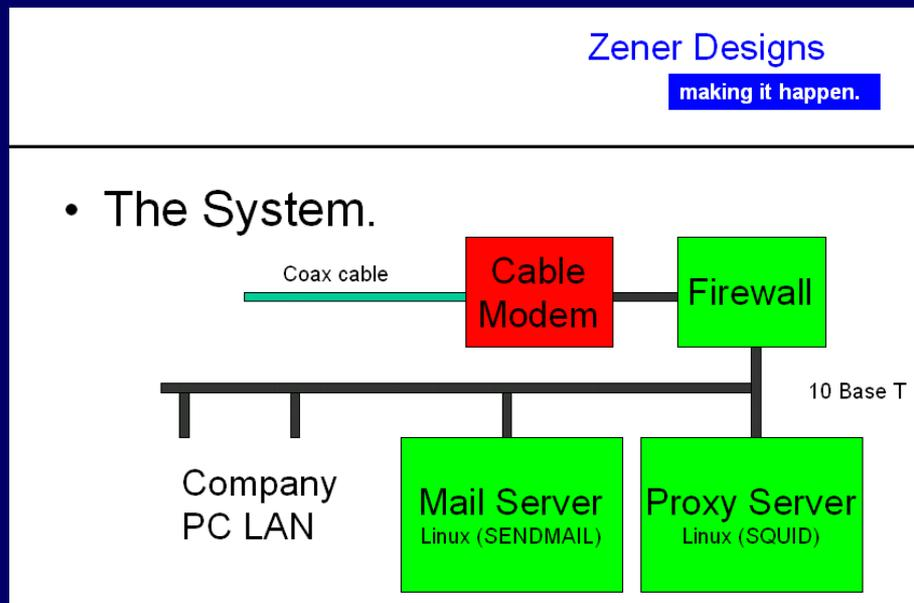 Zener Designs
making it happen.
• The System.
Coax cable
Cable
Modem
Firewall
10 Base T
Company
PC LAN
Mail Server
Linux (SENDMAIL)
Proxy Server
Linux (SQUID)